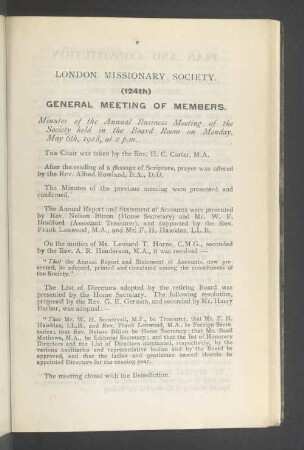 v
LONDON MISSIONARY SOCIETY.
(124th)
GENERAL MEETING OF MEMBERS.
Minutes of the Annual Business Meeting of the
Society held in the Board Room on Monday,
May 6th, 1918, at 2 p.m.
THE Chair was taken by the Rev. H. C. Carter, M.A.
After the reading of a passage of Scripture, prayer was offered
by the Rev. Alfred Rowland, B.A., D.D.
The Minutes of the previous meeting were presented and
confirmed.
The Annual Report and Statement of Accounts were presented
by Rev. Nelson Bitton (Home Secretary) and Mr. W. F.
(Assistant Treasurer), and supported by the Rev.
Frank Lenwood, M.A., and Mr. F. H. Hawkins, LL.B.
On the motion of Mr. Leonard T. Horne, C.M.G., seconded
by the Rev. A. R. Henderson, M.A., it was resolved:—
"That the Annual Report and Statement of Accounts, now pre-
sented, be adopted, printed and circulated among the constituents of
the Society."
The List of Directors adopted by the retiring Board was
presented by the Home Secretary. The following resolution,
proposed by the Rev. G. E. and seconded by Mr. Harry
Barber, was adopted:—
"That Mr. W. H. Somervell, M.P., be Treasurer, that Mr. F. H.
Hawkins, LL.B., and Rev. Frank Lenwood, M.A., be Foreign Secre-
taries; that Rev. Nelson Bitton be Home Secretary; that Mr. Basil
Mathews, M.A., be Editorial Secretary; and that the list of Honorary
Directors and the List of Directors nominated, respectively, by the
various auxiliaries and representative bodies and by the Board be
approved, and that the ladies and gentlemen named therein be
appointed Directors for the ensuing year.
The meeting closed with the Benediction.